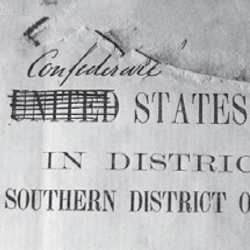 Confederate
UNITED STATES
IN DISTRIC
SOUTHERN DISTRICT O